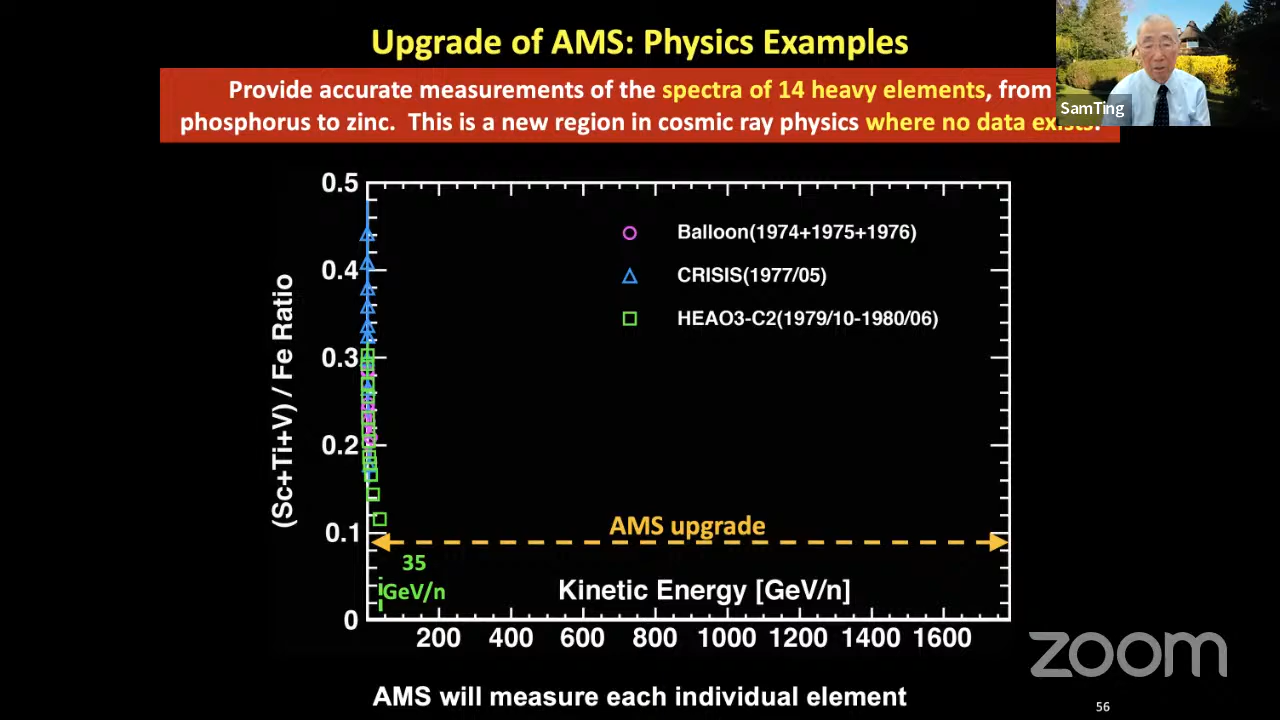 Upgrade of AMS: Physics Examples
Provide accurate measurements of the spectra of 14 heavy elements, from
phosphorus to zinc. This is a new region in cosmic ray physics where no data exists.
SamTing
0.5
0.4
0.3
0.2
0.1
0
(Sc+Ti+V) / Fe Ratio
Balloon(1974+1975+1976)
CRISIS(1977/05)
HEAO3-C2(1979/10-1980/06)
AMS upgrade
35
GeV/n
Kinetic Energy [GeV/n]
200 400 600 800 1000 1200 1400 1600
zoom
AMS will measure each individual element
56